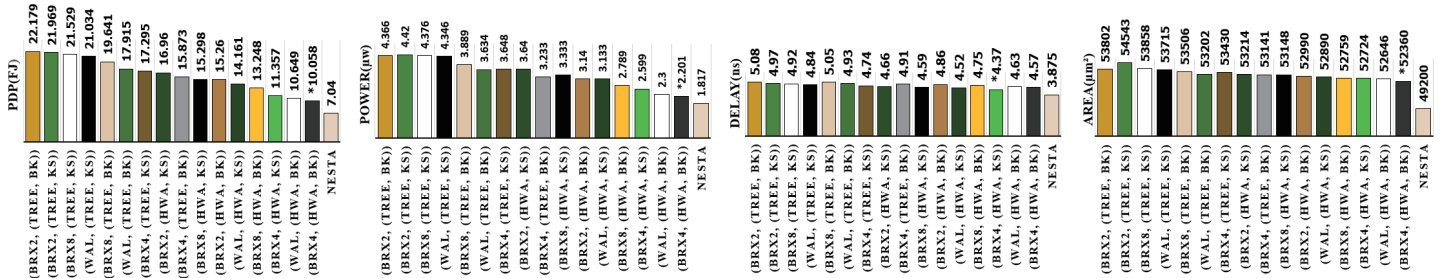 PDP(FJ)
22.179
21.969
21.529
21.034
19.641
17.915
17.295
16.96
15.873
15.298
15.26
14.161
13.248
11.357
10.649
*10.058
7.04
(BRX2, (TREE, BK))
(BRX2, (TREE, KS))
(BRX8, (TREE, KS))
(WAL, (TREE, KS))
(BRX8, (TREE, BK))
(WAL, (TREE, BK))
(BRX4, (TREE, KS))
(BRX2, (HWA, KS))
(BRX4, (TREE, BK))
(BRX8, (HWA, KS))
(BRX2, (HWA, BK))
(WAL, (HWA, KS))
(BRX8, (HWA, BK))
(BRX4, (HWA, KS))
(WAL, (HWA, BK))
(BRX4, (HWA, BK))
NESTA
POWER(µw)
4.366
4.42
4.376
4.346
3.889
3.634
3.648
3.64
3.233
3.333
3.14
3.133
2.789
2.599
2.3
*2.201
1.817
(BRX2, (TREE, BK))
(BRX2, (TREE, KS))
(BRX8, (TREE, KS))
(WAL, (TREE, KS))
(BRX8, (TREE, BK))
(WAL, (TREE, BK))
(BRX4, (TREE, KS))
(BRX2, (HWA, KS))
(BRX4, (TREE, BK))
(BRX8, (HWA, KS))
(BRX2, (HWA, BK))
(WAL, (HWA, KS))
(BRX8, (HWA, BK))
(BRX4, (HWA, KS))
(WAL, (HWA, BK))
(BRX4, (HWA, BK))
NESTA
DELAY(ns)
5.08
4.97
4.92
4.84
5.05
4.93
4.74
4.66
4.91
4.59
4.86
4.52
4.75
*4.37
4.63
4.57
3.875
(BRX2, (TREE, BK))
(BRX2, (TREE, KS))
(BRX8, (TREE, KS))
(WAL, (TREE, KS))
(BRX8, (TREE, BK))
(WAL, (TREE, BK))
(BRX4, (TREE, KS))
(BRX2, (HWA, KS))
(BRX4, (TREE, BK))
(BRX8, (HWA, KS))
(BRX2, (HWA, BK))
(WAL, (HWA, KS))
(BRX8, (HWA, BK))
(BRX4, (HWA, KS))
(WAL, (HWA, BK))
(BRX4, (HWA, BK))
NESTA
AREA(µm²)
53802
54543
53858
53715
53506
53202
53430
53214
53141
53148
52990
52890
52759
52724
52646
*52360
49200
(BRX2, (TREE, BK))
(BRX2, (TREE, KS))
(BRX8, (TREE, KS))
(WAL, (TREE, KS))
(BRX8, (TREE, BK))
(WAL, (TREE, BK))
(BRX4, (TREE, KS))
(BRX2, (HWA, KS))
(BRX4, (TREE, BK))
(BRX8, (HWA, KS))
(BRX2, (HWA, BK))
(WAL, (HWA, KS))
(BRX8, (HWA, BK))
(BRX4, (HWA, KS))
(WAL, (HWA, BK))
(BRX4, (HWA, BK))
NESTA